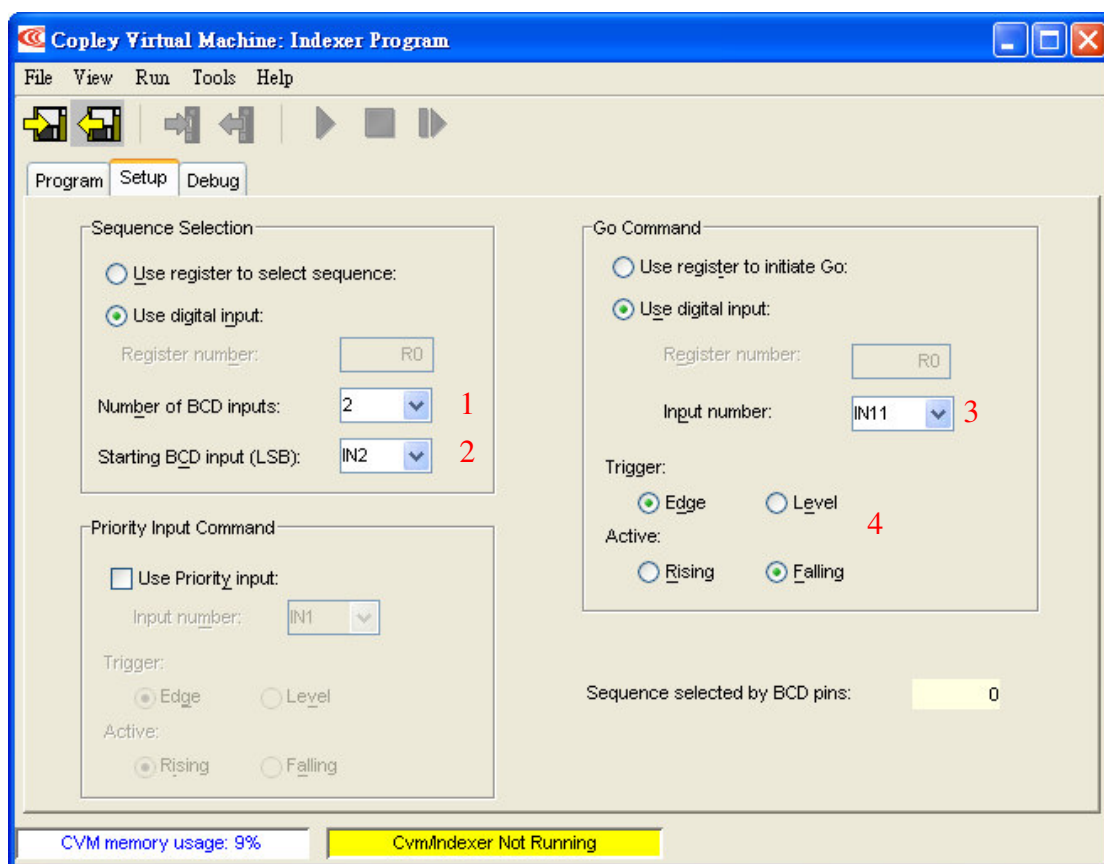 Copley Virtual Machine: Indexer Program
File View Run Tools Help
Program Setup Debug
Sequence Selection
Use register to select sequence:
Use digital input:
Register number: R0
Number of BCD inputs: 2 1
Starting BCD input (LSB): IN2 2
Priority Input Command
Use Priority input:
Input number: IN1
Trigger:
Edge Level
Active:
Rising Falling
Go Command
Use register to initiate Go:
Use digital input:
Register number: R0
Input number: IN11 3
Trigger:
Edge Level
4
Active:
Rising Falling
Sequence selected by BCD pins: 0
CVM memory usage: 9%
Cvm/Indexer Not Running